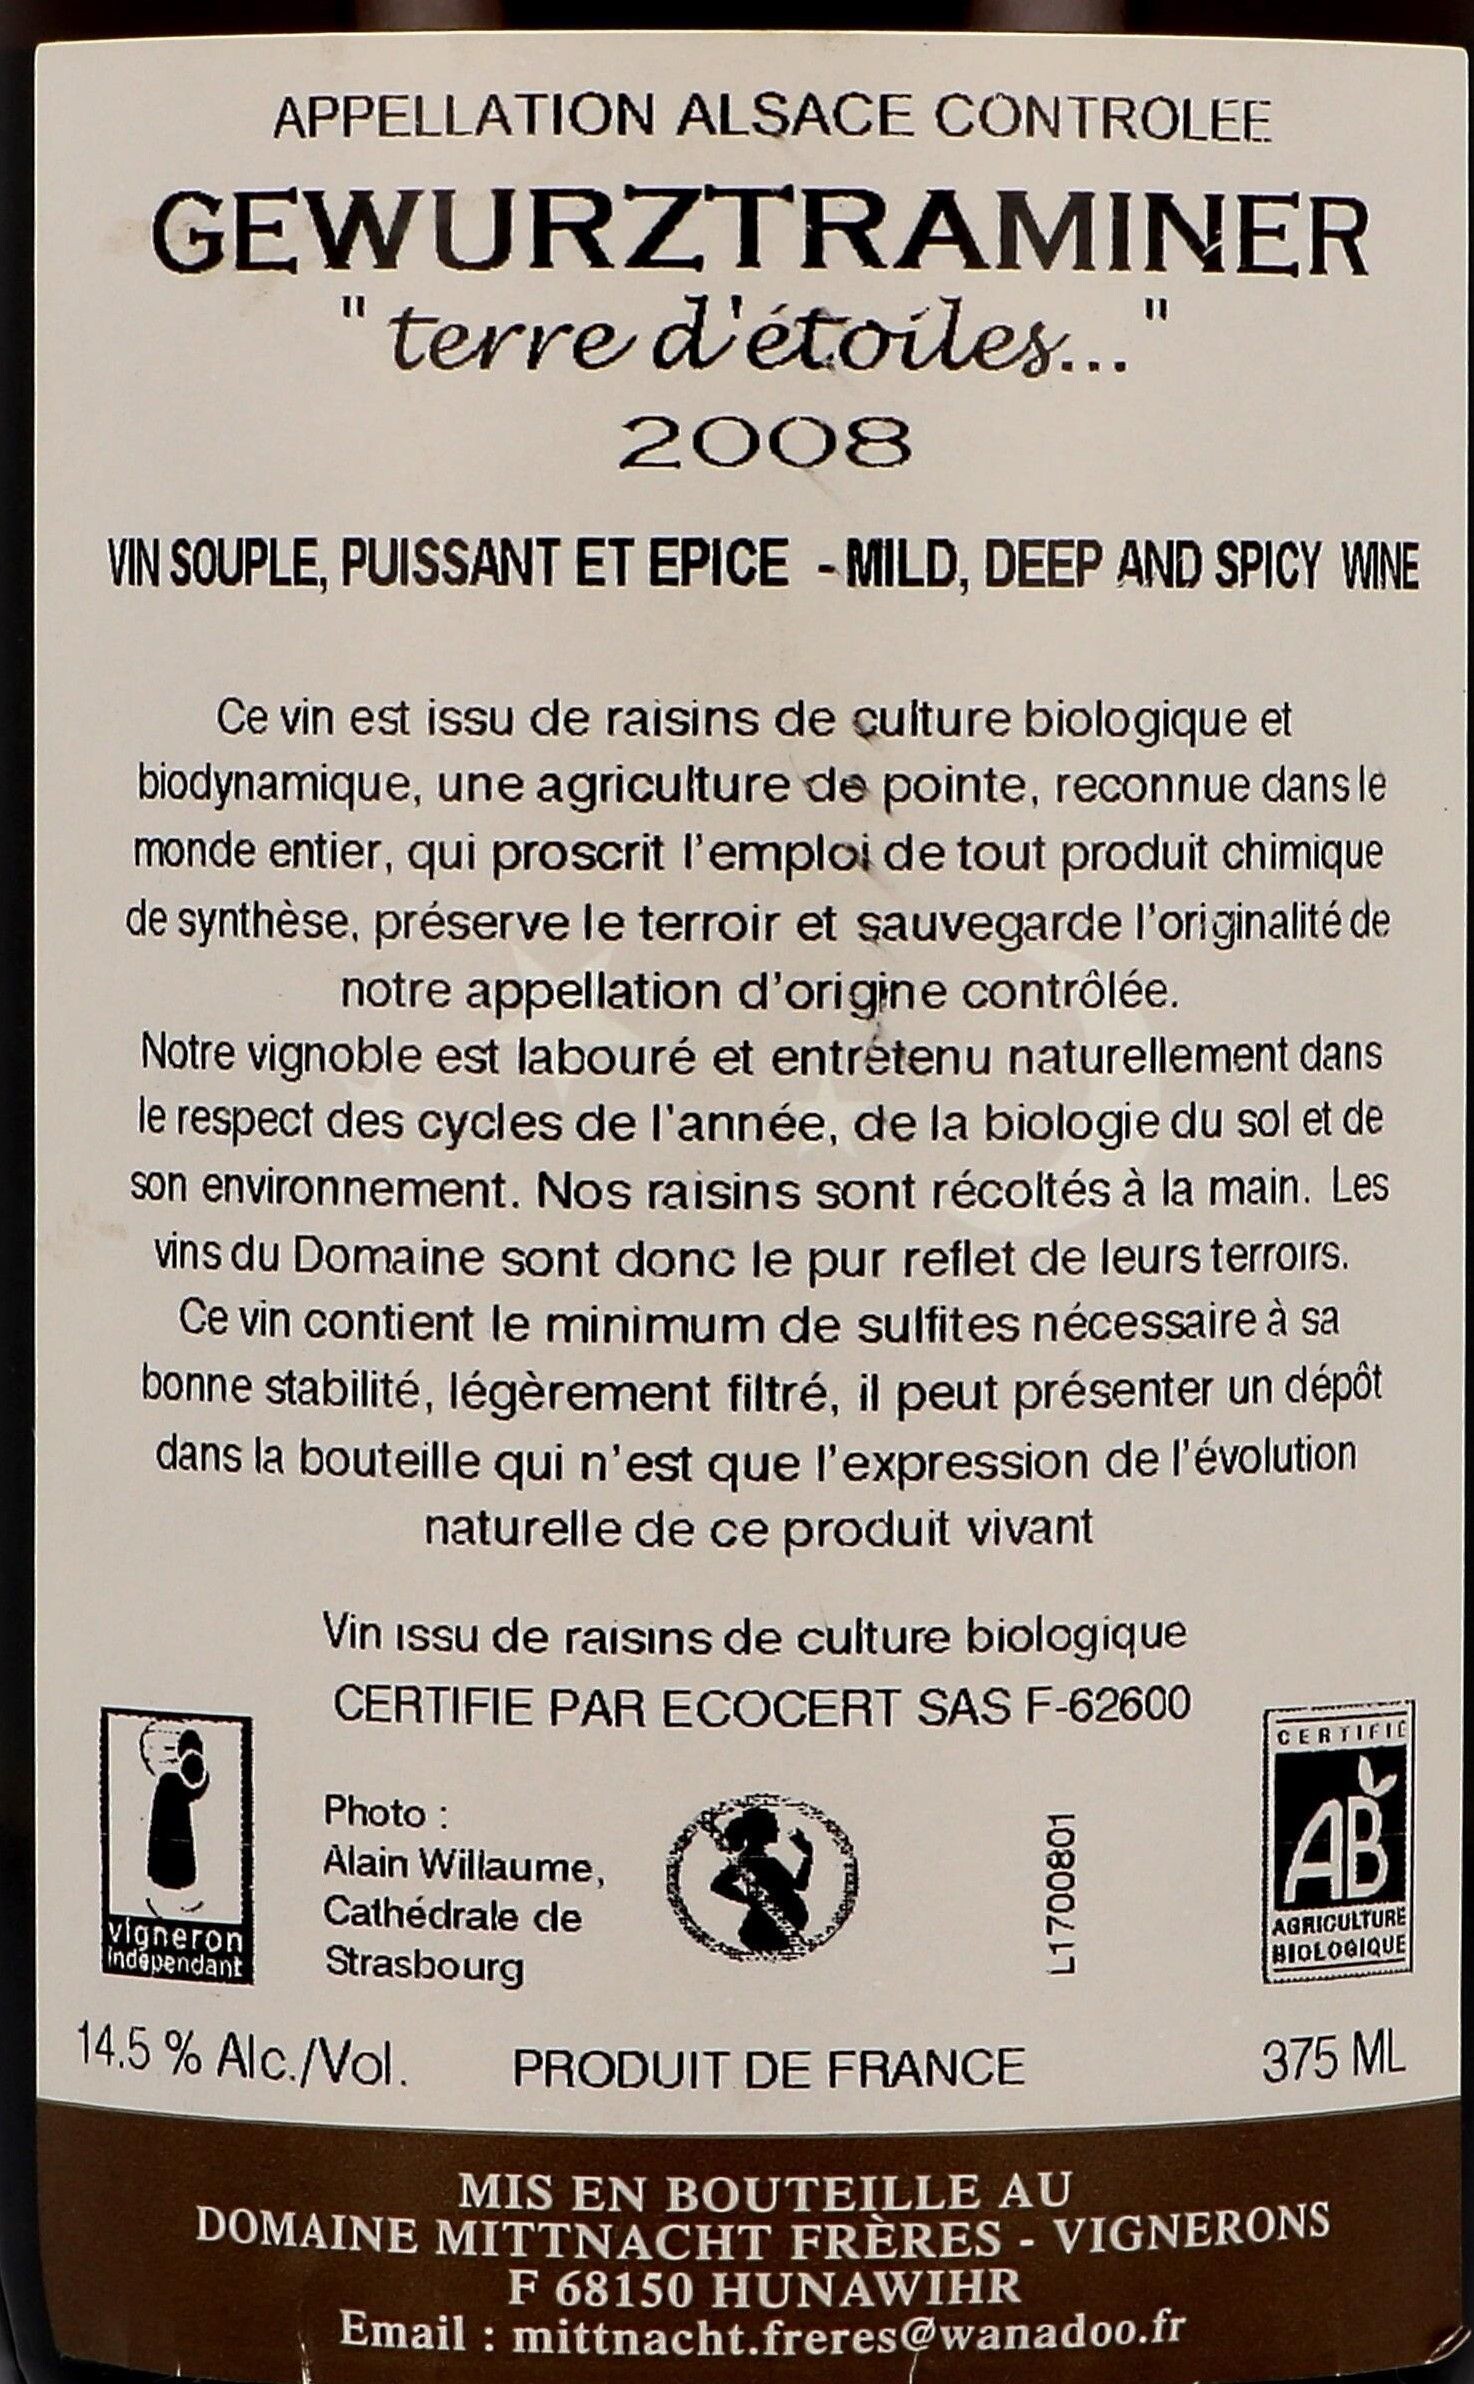 APPELLATION ALSACE CONTROLEE
GEWURZTRAMINER
"terre d'étoiles..."
2008
VIN SOUPLE, PUISSANT ET EPICE - MILD, DEEP AND SPICY WINE
Ce vin est issu de raisins de culture biologique et
biodynamique, une agriculture de pointe, reconnue dans le
monde entier, qui proscrit l'emploi de tout produit chimique
de synthèse, préserve le terroir et sauvegarde l'originalité de
notre appellation d'origine contrôlée.
Notre vignoble est labouré et entretenu naturellement dans
le respect des cycles de l'année, de la biologie du sol et de
son environnement. Nos raisins sont récoltés à la main. Les
vins du Domaine sont donc le pur reflet de leurs terroirs.
Ce vin contient le minimum de sulfites nécessaire à sa
bonne stabilité, légèrement filtré, il peut présenter un dépôt
dans la bouteille qui n'est que l'expression de l'évolution
naturelle de ce produit vivant
Vin issu de raisins de culture biologique
CERTIFIE PAR ECOCERT SAS F-62600
vigneron
indépendant
Photo :
Alain Willaume,
Cathédrale de
Strasbourg
L1700801
CERTIFIÉ
AB
AGRICULTURE
BIOLOGIQUE
14.5 % Alc./Vol.
PRODUIT DE FRANCE
375 ML
MIS EN BOUTEILLE AU
DOMAINE MITTNACHT FRÈRES - VIGNERONS
F 68150 HUNAWIHR
Email : mittnacht.freres@wanadoo.fr